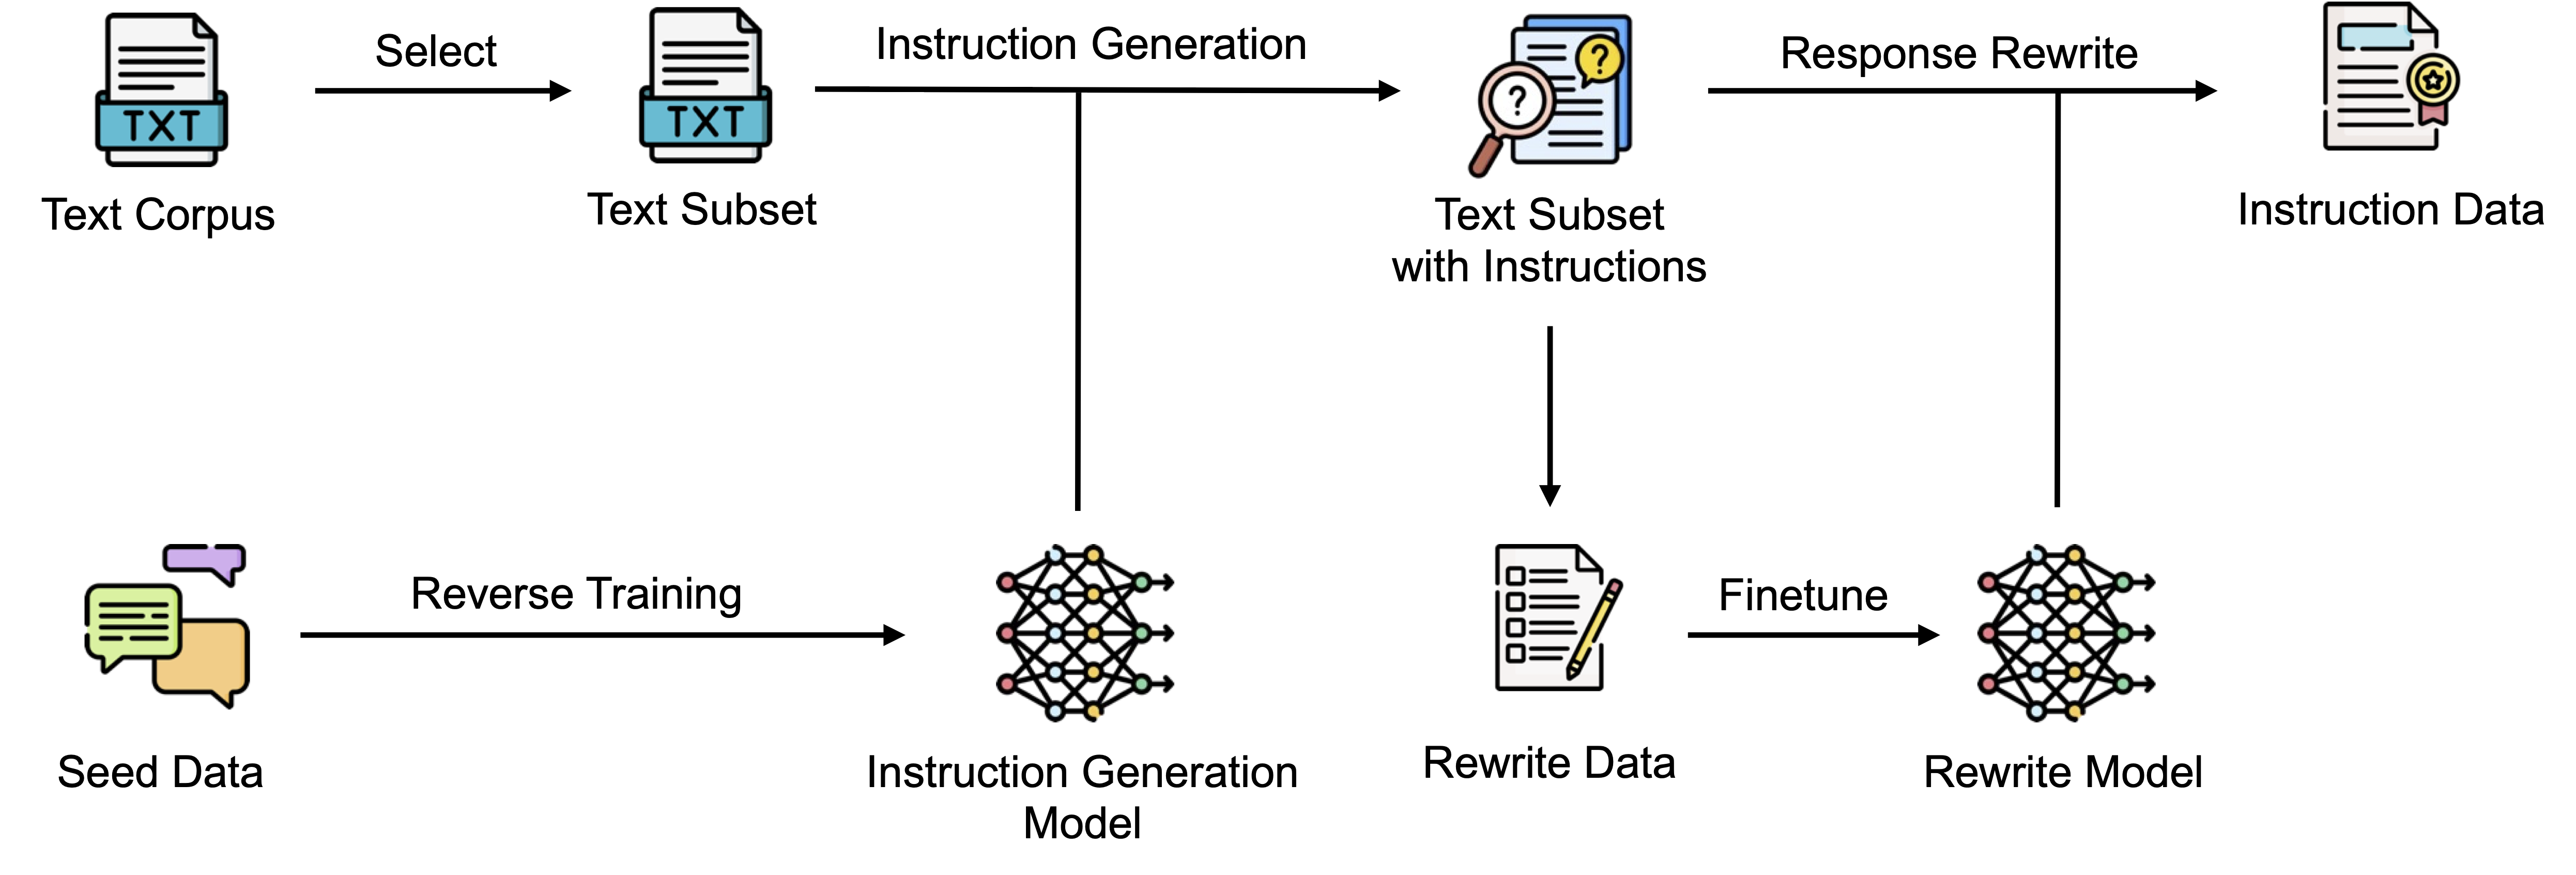 Select
Instruction Generation
Response Rewrite
TXT
TXT
?
?
Text Corpus
Text Subset
Text Subset
with Instructions
Instruction Data
Reverse Training
Finetune
Seed Data
Instruction Generation
Model
Rewrite Data
Rewrite Model